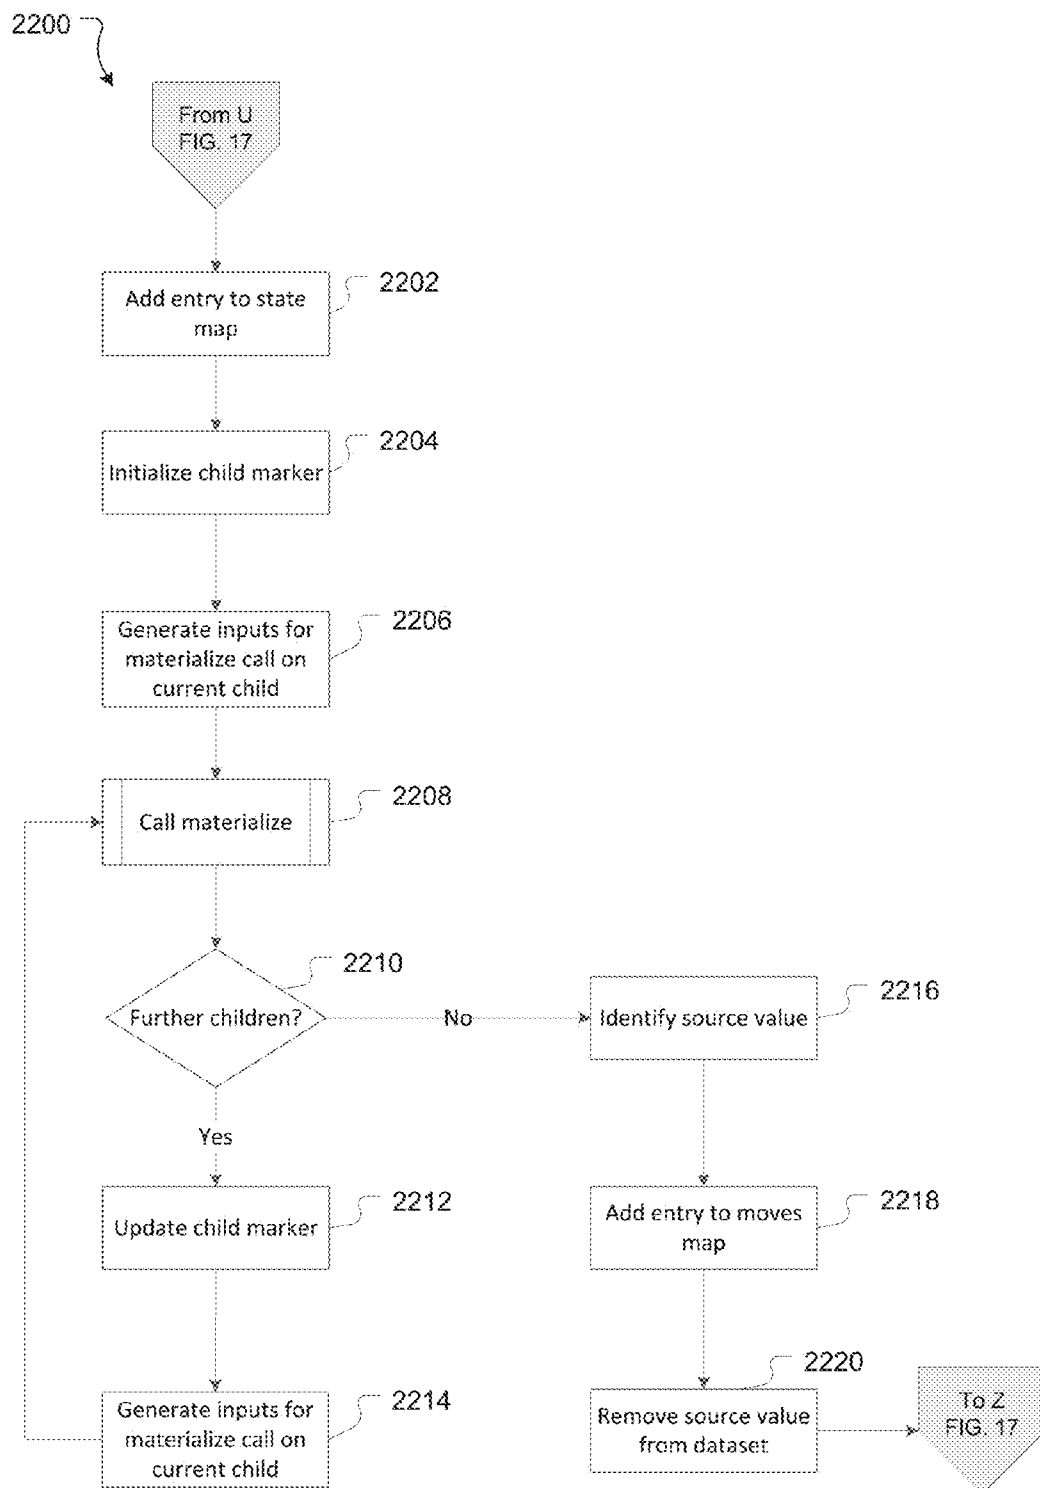 2200
From U
FIG. 17
2202
Add entry to state
map
2204
Initialize child marker
2206
Generate inputs for
materialize call on
current child
2208
Call materialize
2210
Further children?
No
2216
Identify source value
Yes
2212
Update child marker
2218
Add entry to moves
map
2214
Generate inputs for
materialize call on
current child
2220
Remove source value
from dataset
To Z
FIG. 17